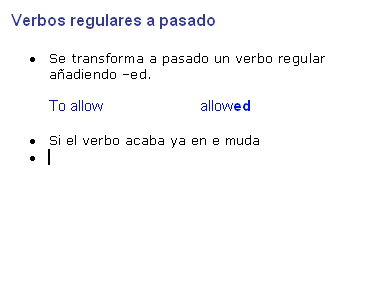 Verbos regulares a pasado
• Se transforma a pasado un verbo regular
añadiendo –ed.
To allow allowed
• Si el verbo acaba ya en e muda
•